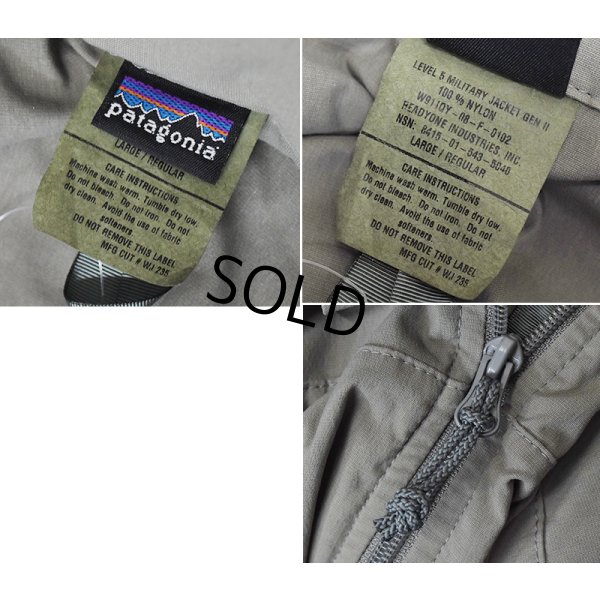 patagonia
LARGE / REGULAR
CARE INSTRUCTIONS
Machine wash warm. Tumble dry low.
Do not bleach. Do not iron. Do not
dry clean. Avoid the use of fabric
softeners
DO NOT REMOVE THIS LABEL
MFG CUT # WJ 235
LEVEL 5 MILITARY JACKET GEN II
100 % NYLON
W911QY-08-F-0102
READYONE INDUSTRIES, INC.
NSN: 8415-01-543-5040
LARGE / REGULAR
CARE INSTRUCTIONS
Machine wash warm. Tumble dry low.
Do not bleach. Do not iron. Do not
dry clean. Avoid the use of fabric
softeners
DO NOT REMOVE THIS LABEL
MFG CUT # WJ 235
SOLD